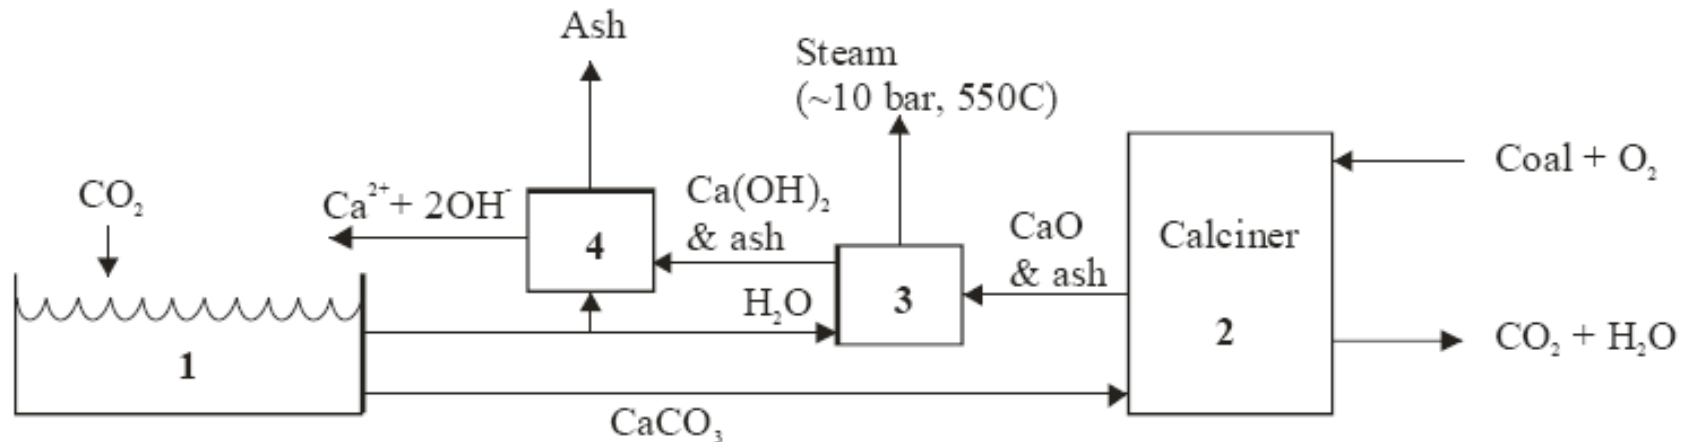 Ash
Steam
(~10 bar, 550C)
Coal + O₂
CO₂
Ca²⁺ + 2OH⁻
Ca(OH)₂
& ash
4
CaO
& ash
Calciner
H₂O
3
2
CO₂ + H₂O
1
CaCO₃